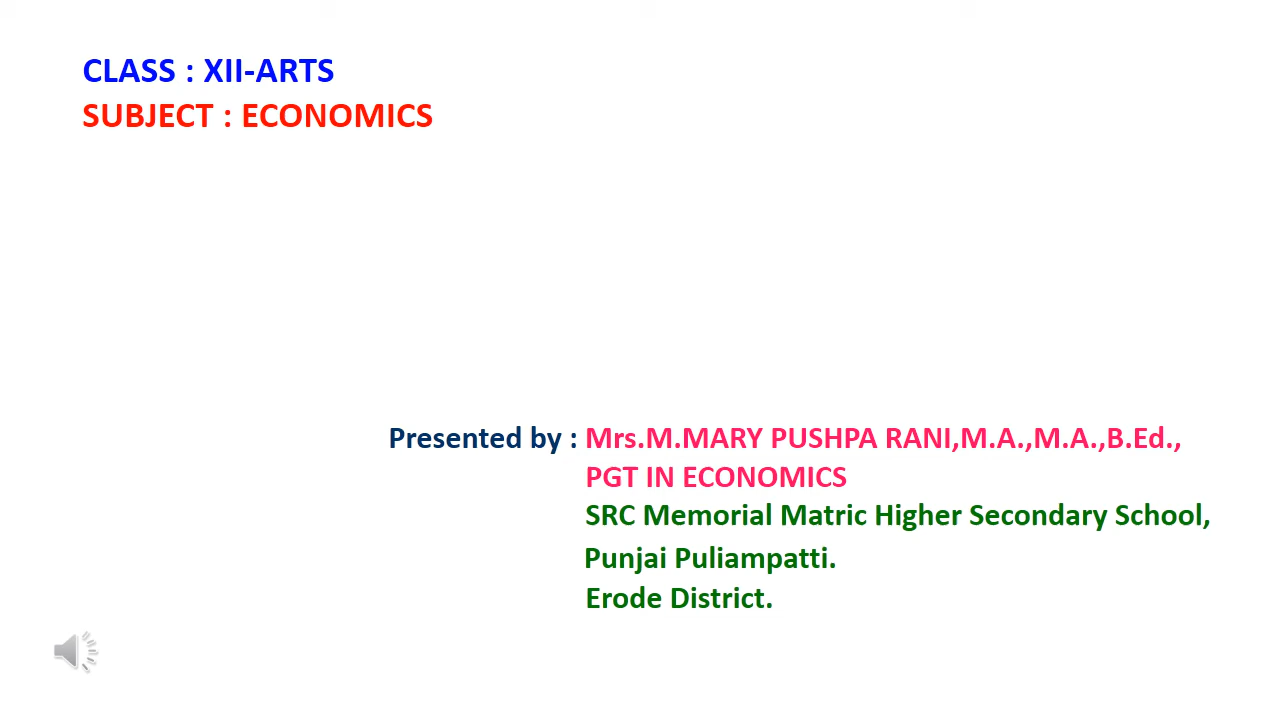 CLASS : XII-ARTS
SUBJECT : ECONOMICS
Presented by : Mrs.M.MARY PUSHPA RANI,M.A.,M.A.,B.Ed.,
PGT IN ECONOMICS
SRC Memorial Matric Higher Secondary School,
Punjai Puliampatti.
Erode District.